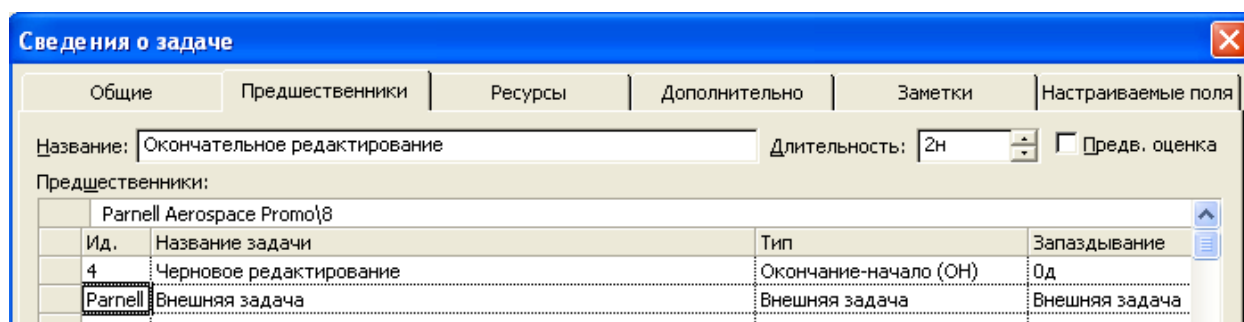 Сведения о задаче
Общие Предшественники Ресурсы Дополнительно Заметки Настраиваемые поля
Название: Окончательное редактирование Длительность: 2н Предв. оценка
Предшественники:
Parnell Aerospace Promo\8
Ид. Название задачи Тип Запаздывание
4 Черновое редактирование Окончание-начало (ОН) 0д
Parnell Внешняя задача Внешняя задача Внешняя задача